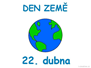 DEN ZEMĚ
22. dubna